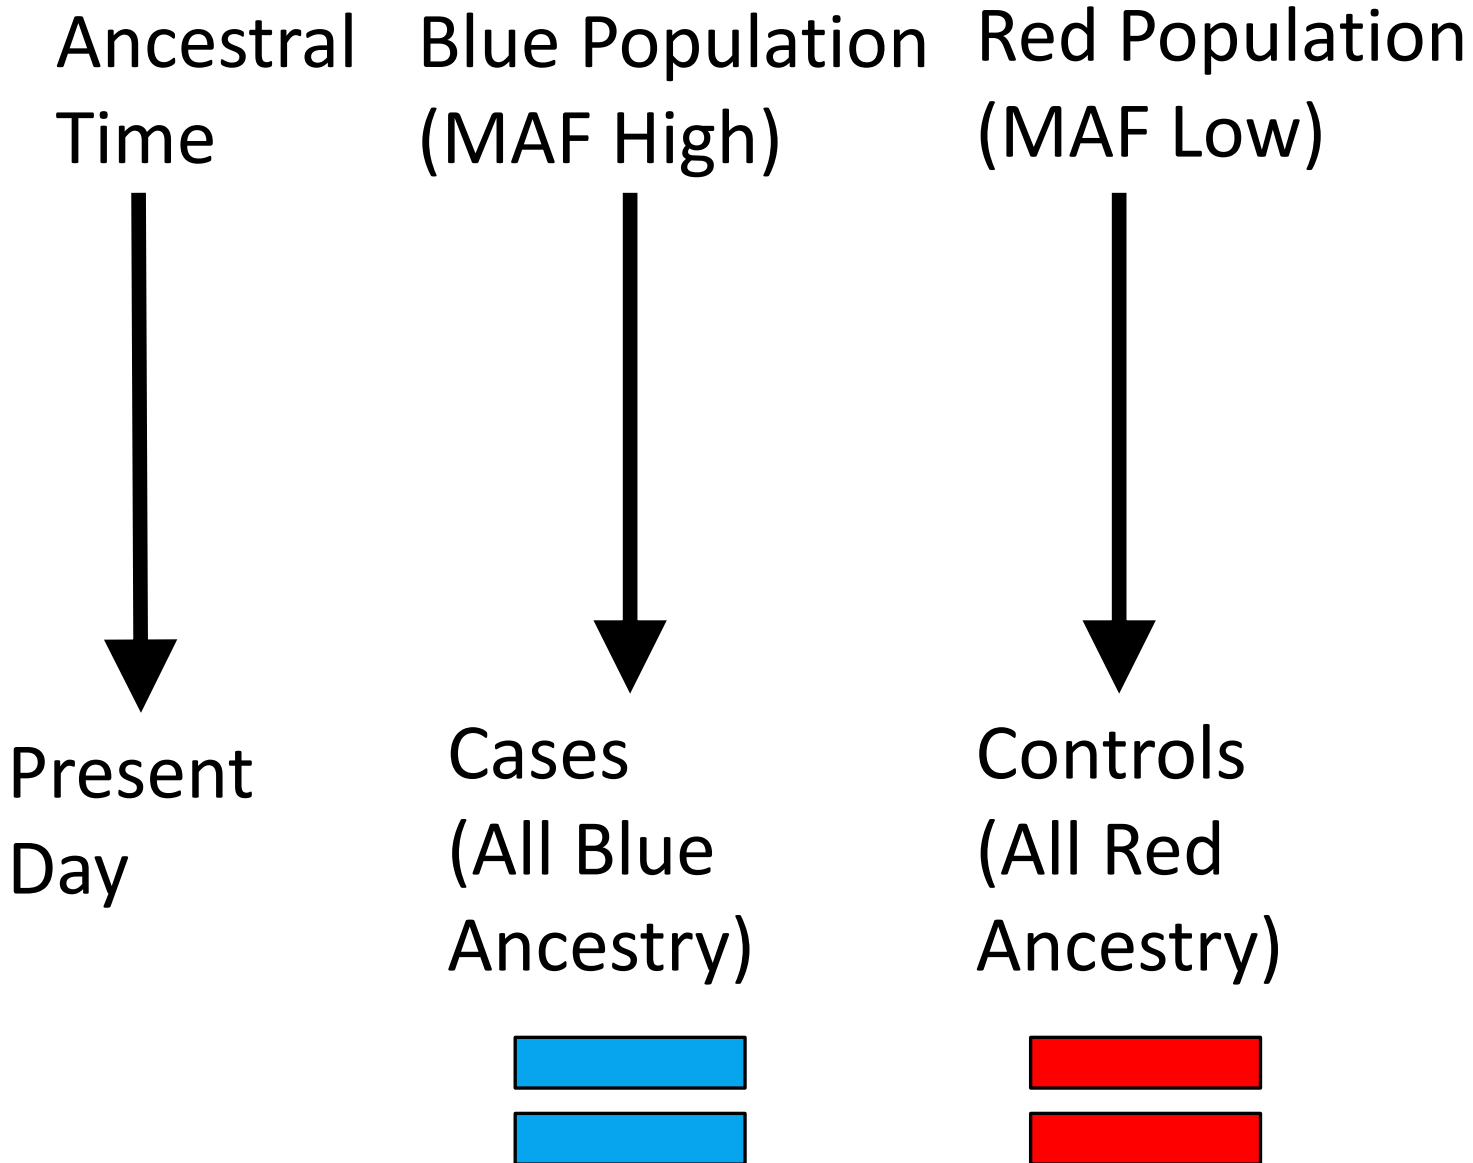 Ancestral
Time
Blue Population
(MAF High)
Red Population
(MAF Low)
Present
Day
Cases
(All Blue
Ancestry)
Controls
(All Red
Ancestry)